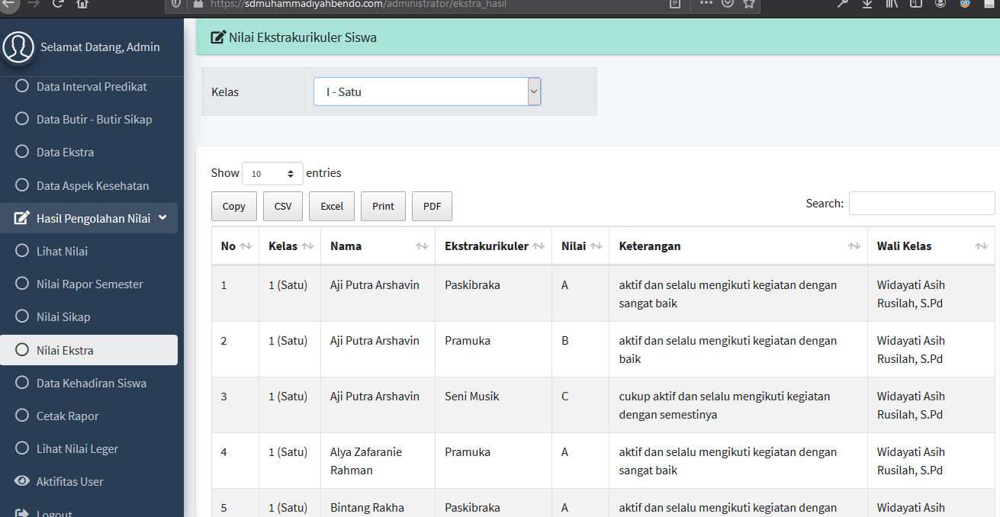 https://sdmuhammadiyahbendo.com/administrator/ekstra_hasil
Selamat Datang, Admin
Data Interval Predikat
Data Butir - Butir Sikap
Data Ekstra
Data Aspek Kesehatan
Hasil Pengolahan Nilai
Lihat Nilai
Nilai Rapor Semester
Nilai Sikap
Nilai Ekstra
Data Kehadiran Siswa
Cetak Rapor
Lihat Nilai Leger
Aktifitas User
Logout
Nilai Ekstrakurikuler Siswa
Kelas I - Satu
Show 10 entries
Copy CSV Excel Print PDF
Search:
No Kelas Nama Ekstrakurikuler Nilai Keterangan Wali Kelas
1 1 (Satu) Aji Putra Arshavin Paskibraka A aktif dan selalu mengikuti kegiatan dengan Widayati Asih
sangat baik Rusilah, S.Pd
2 1 (Satu) Aji Putra Arshavin Pramuka B aktif dan selalu mengikuti kegiatan dengan Widayati Asih
baik Rusilah, S.Pd
3 1 (Satu) Aji Putra Arshavin Seni Musik C cukup aktif dan selalu mengikuti kegiatan Widayati Asih
dengan semestinya Rusilah, S.Pd
4 1 (Satu) Alya Zafaranie Pramuka A aktif dan selalu mengikuti kegiatan dengan Widayati Asih
Rahman sangat baik Rusilah, S.Pd
5 1 (Satu) Bintang Rakha Paskibraka A aktif dan selalu mengikuti kegiatan dengan Widayati Asih